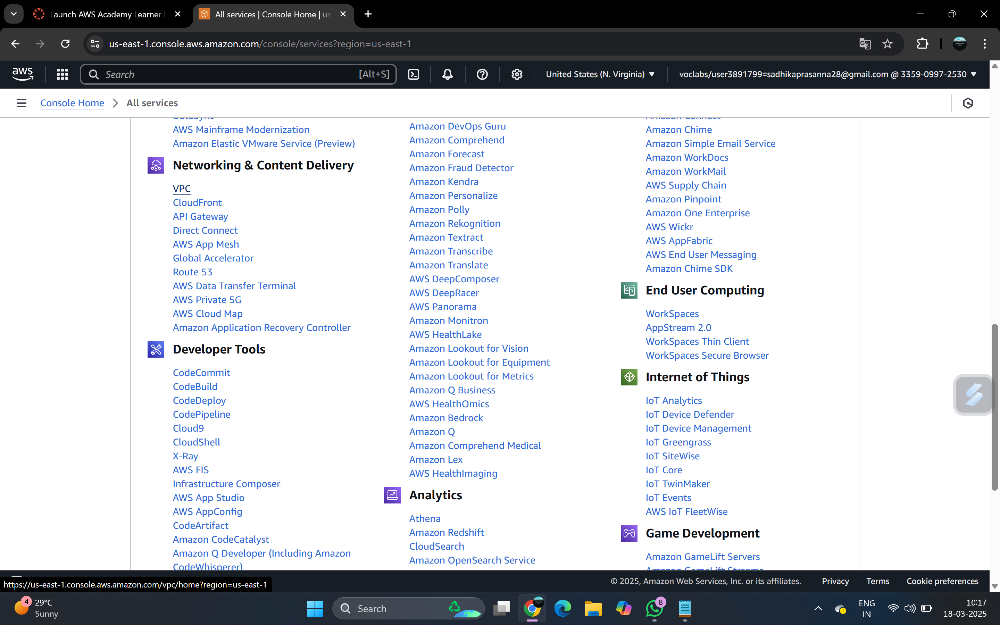 Launch AWS Academy Learner L
All services | Console Home | us
us-east-1.console.aws.amazon.com/console/services?region=us-east-1
aws
Search
[Alt+S]
United States (N. Virginia)
voclabs/user3891799=sadhikaprasanna28@gmail.com @ 3359-0997-2530
Console Home
All services
DataSync
AWS Mainframe Modernization
Amazon Elastic VMware Service (Preview)
Networking & Content Delivery
VPC
CloudFront
API Gateway
Direct Connect
AWS App Mesh
Global Accelerator
Route 53
AWS Data Transfer Terminal
AWS Private 5G
AWS Cloud Map
Amazon Application Recovery Controller
Developer Tools
CodeCommit
CodeBuild
CodeDeploy
CodePipeline
Cloud9
CloudShell
X-Ray
AWS FIS
Infrastructure Composer
AWS App Studio
AWS AppConfig
CodeArtifact
Amazon CodeCatalyst
Amazon Q Developer (Including Amazon
CodeWhisperer)
Amazon DevOps Guru
Amazon Comprehend
Amazon Forecast
Amazon Fraud Detector
Amazon Kendra
Amazon Personalize
Amazon Polly
Amazon Rekognition
Amazon Textract
Amazon Transcribe
Amazon Translate
AWS DeepComposer
AWS DeepRacer
AWS Panorama
Amazon Monitron
AWS HealthLake
Amazon Lookout for Vision
Amazon Lookout for Equipment
Amazon Lookout for Metrics
Amazon Q Business
AWS HealthOmics
Amazon Bedrock
Amazon Q
Amazon Comprehend Medical
Amazon Lex
AWS HealthImaging
Analytics
Athena
Amazon Redshift
CloudSearch
Amazon OpenSearch Service
Amazon Connect
Amazon Chime
Amazon Simple Email Service
Amazon WorkDocs
Amazon WorkMail
AWS Supply Chain
Amazon Pinpoint
Amazon One Enterprise
AWS Wickr
AWS AppFabric
AWS End User Messaging
Amazon Chime SDK
End User Computing
WorkSpaces
AppStream 2.0
WorkSpaces Thin Client
WorkSpaces Secure Browser
Internet of Things
IoT Analytics
IoT Device Defender
IoT Device Management
IoT Greengrass
IoT SiteWise
IoT Core
IoT TwinMaker
IoT Events
AWS IoT FleetWise
Game Development
Amazon GameLift Servers
Amazon GameLift Streams
https://us-east-1.console.aws.amazon.com/vpc/home?region=us-east-1
© 2025, Amazon Web Services, Inc. or its affiliates.
Privacy
Terms
Cookie preferences
4
29°C
Sunny
Search
8
ENG
IN
10:17
18-03-2025